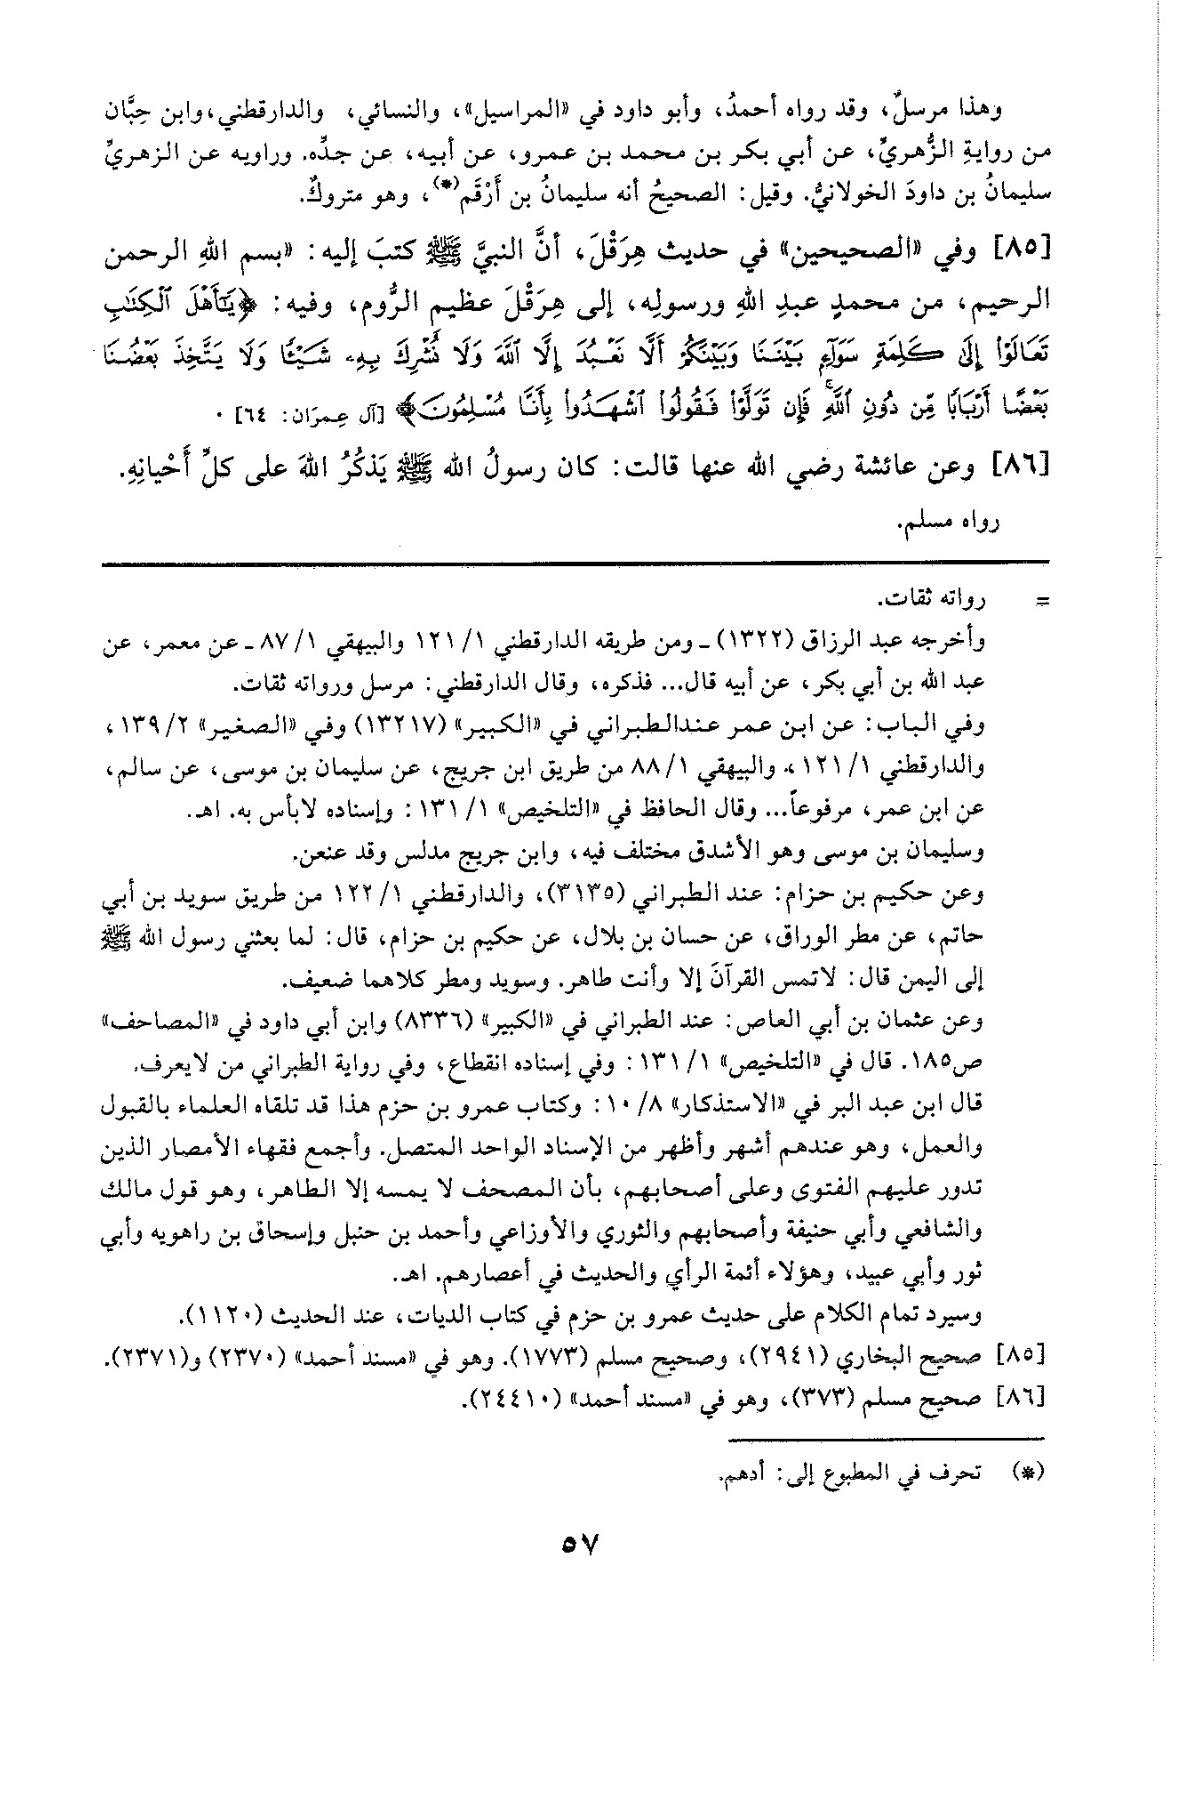 وهذا مرسلٌ، وقد رواه أحمدُ، وأبو داود في «المراسيل»، والنسائي، والدارقطني، وابن حِبَّان
من روايةِ الزُّهريِّ، عن أبي بكر بن محمد بن عمرو، عن أبيه، عن جدِّه. وراويه عن الزهريِّ
سليمانُ بن داودَ الخولانيُّ. وقيل: الصحيحُ أنه سليمانُ بن أَرْقَم(*)، وهو متروكٌ.
[٨٥] وفي «الصحيحين» في حديث هِرَقْلَ، أنَّ النبيَّ ﷺ كتبَ إليه: «بسم اللهِ الرحمن
الرحيم، من محمدٍ عبدِ اللهِ ورسولِه، إلى هِرَقْلَ عظيمِ الرُّوم، وفيه: ﴿يَٰٓأَهْلَ ٱلْكِتَٰبِ
تَعَالَوْا۟ إِلَىٰ كَلِمَةٍ سَوَآءٍ بَيْنَنَا وَبَيْنَكُمْ أَلَّا نَعْبُدَ إِلَّا ٱللَّهَ وَلَا نُشْرِكَ بِهِۦ شَيْـًٔا وَلَا يَتَّخِذَ بَعْضُنَا
بَعْضًا أَرْبَابًا مِّن دُونِ ٱللَّهِ ۚ فَإِن تَوَلَّوْا۟ فَقُولُوا۟ ٱشْهَدُوا۟ بِأَنَّا مُسْلِمُونَ﴾ [آل عِمرَان: ٦٤].
[٨٦] وعن عائشة رضي الله عنها قالت: كان رسولُ الله ﷺ يَذكُرُ اللهَ على كلِّ أَحْيانِهِ.
رواه مسلم.
= رواته ثقات.
وأخرجه عبد الرزاق (١٣٢٢) ـ ومن طريقه الدارقطني ١/ ١٢١ والبيهقي ١/ ٨٧ ـ عن معمر، عن
عبد الله بن أبي بكر، عن أبيه قال... فذكره، وقال الدارقطني: مرسل ورواته ثقات.
وفي الباب: عن ابن عمر عندالطبراني في «الكبير» (١٣٢١٧) وفي «الصغير» ٢/ ١٣٩،
والدارقطني ١/ ١٢١، والبيهقي ١/ ٨٨ من طريق ابن جريج، عن سليمان بن موسى، عن سالم،
عن ابن عمر، مرفوعاً... وقال الحافظ في «التلخيص» ١/ ١٣١: وإسناده لابأس به. اهـ.
وسليمان بن موسى وهو الأشدق مختلف فيه، وابن جريج مدلس وقد عنعن.
وعن حكيم بن حزام: عند الطبراني (٣١٣٥)، والدارقطني ١/ ١٢٢ من طريق سويد بن أبي
حاتم، عن مطر الوراق، عن حسان بن بلال، عن حكيم بن حزام، قال: لما بعثني رسول الله ﷺ
إلى اليمن قال: لاتمس القرآنَ إلا وأنت طاهر. وسويد ومطر كلاهما ضعيف.
وعن عثمان بن أبي العاص: عند الطبراني في «الكبير» (٨٣٣٦) وابن أبي داود في «المصاحف»
ص١٨٥. قال في «التلخيص» ١/ ١٣١: وفي إسناده انقطاع، وفي رواية الطبراني من لايعرف.
قال ابن عبد البر في «الاستذكار» ٨/ ١٠: وكتاب عمرو بن حزم هذا قد تلقاه العلماء بالقبول
والعمل، وهو عندهم أشهر وأظهر من الإسناد الواحد المتصل. وأجمع فقهاء الأمصار الذين
تدور عليهم الفتوى وعلى أصحابهم، بأن المصحف لا يمسه إلا الطاهر، وهو قول مالك
والشافعي وأبي حنيفة وأصحابهم والثوري والأوزاعي وأحمد بن حنبل وإسحاق بن راهويه وأبي
ثور وأبي عبيد، وهؤلاء أئمة الرأي والحديث في أعصارهم. اهـ.
وسيرد تمام الكلام على حديث عمرو بن حزم في كتاب الديات، عند الحديث (١١٢٠).
[٨٥] صحيح البخاري (٢٩٤١)، وصحيح مسلم (١٧٧٣). وهو في «مسند أحمد» (٢٣٧٠) و(٢٣٧١).
[٨٦] صحيح مسلم (٣٧٣)، وهو في «مسند أحمد» (٢٤٤١٠).
(*) تحرف في المطبوع إلى: أدهم.
٥٧